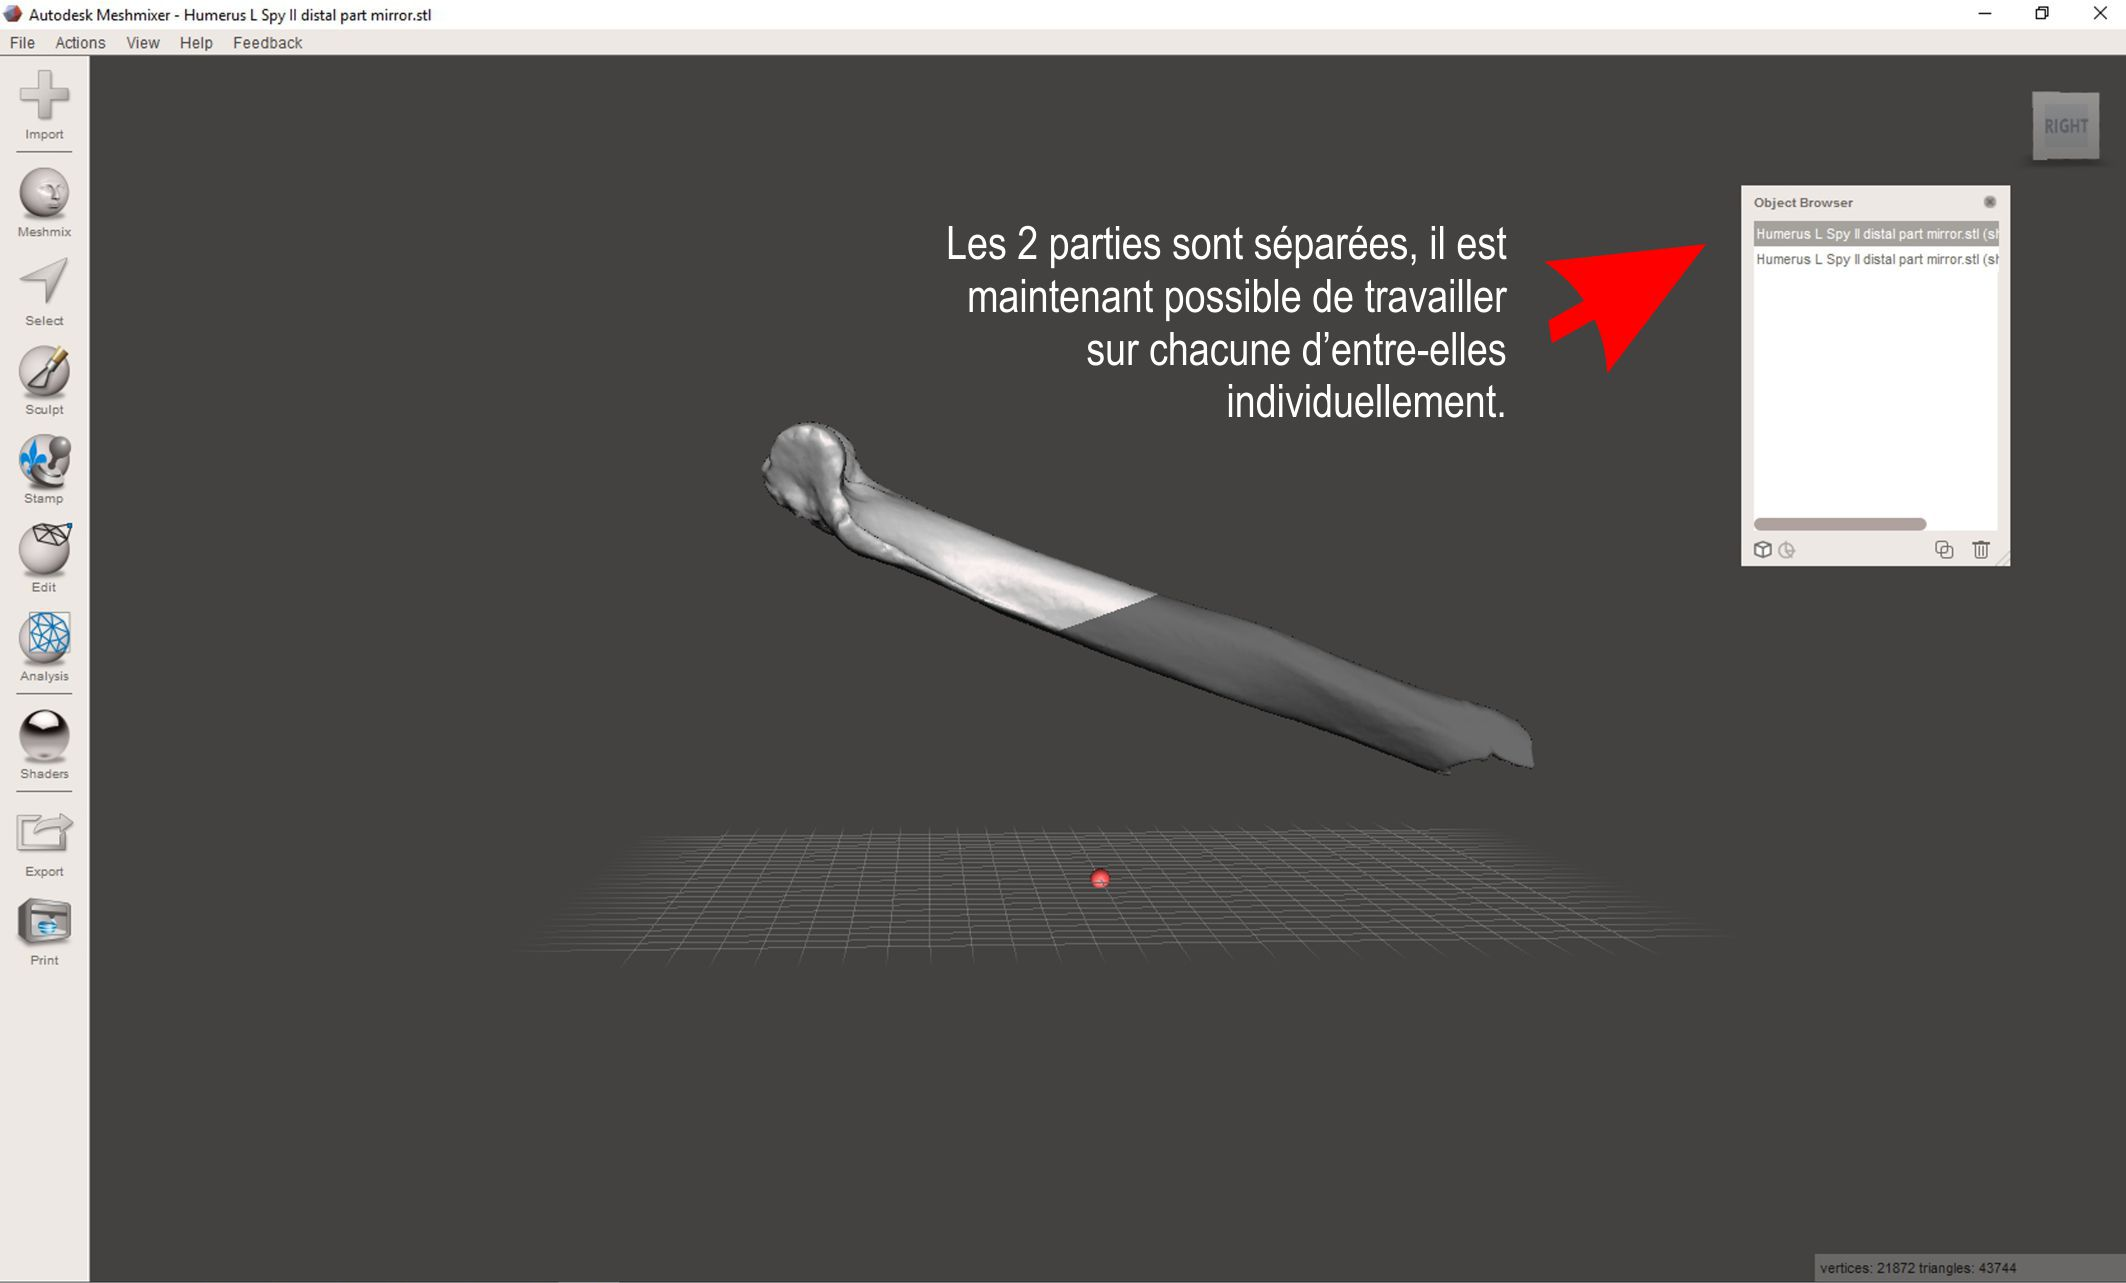 Autodesk Meshmixer - Humerus L Spy II distal part mirror.stl
File Actions View Help Feedback
Import
Meshmix
Select
Sculpt
Stamp
Edit
Analysis
Shaders
Export
Print
Les 2 parties sont séparées, il est
maintenant possible de travailler
sur chacune d’entre-elles
individuellement.
RIGHT
Object Browser
Humerus L Spy II distal part mirror.stl (sh
Humerus L Spy II distal part mirror.stl (sh
vertices: 21872 triangles: 43744